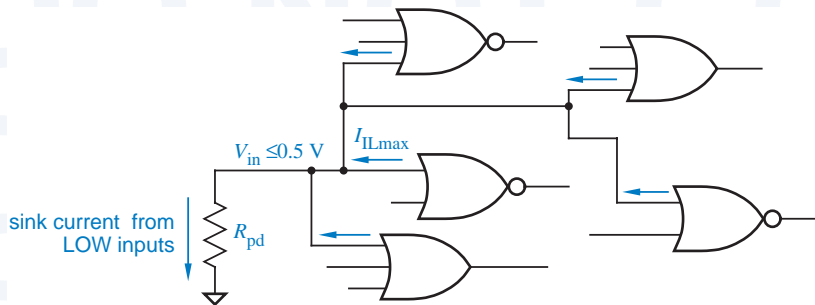 I_ILmax
V_in ≤0.5 V
sink current from
LOW inputs
R_pd